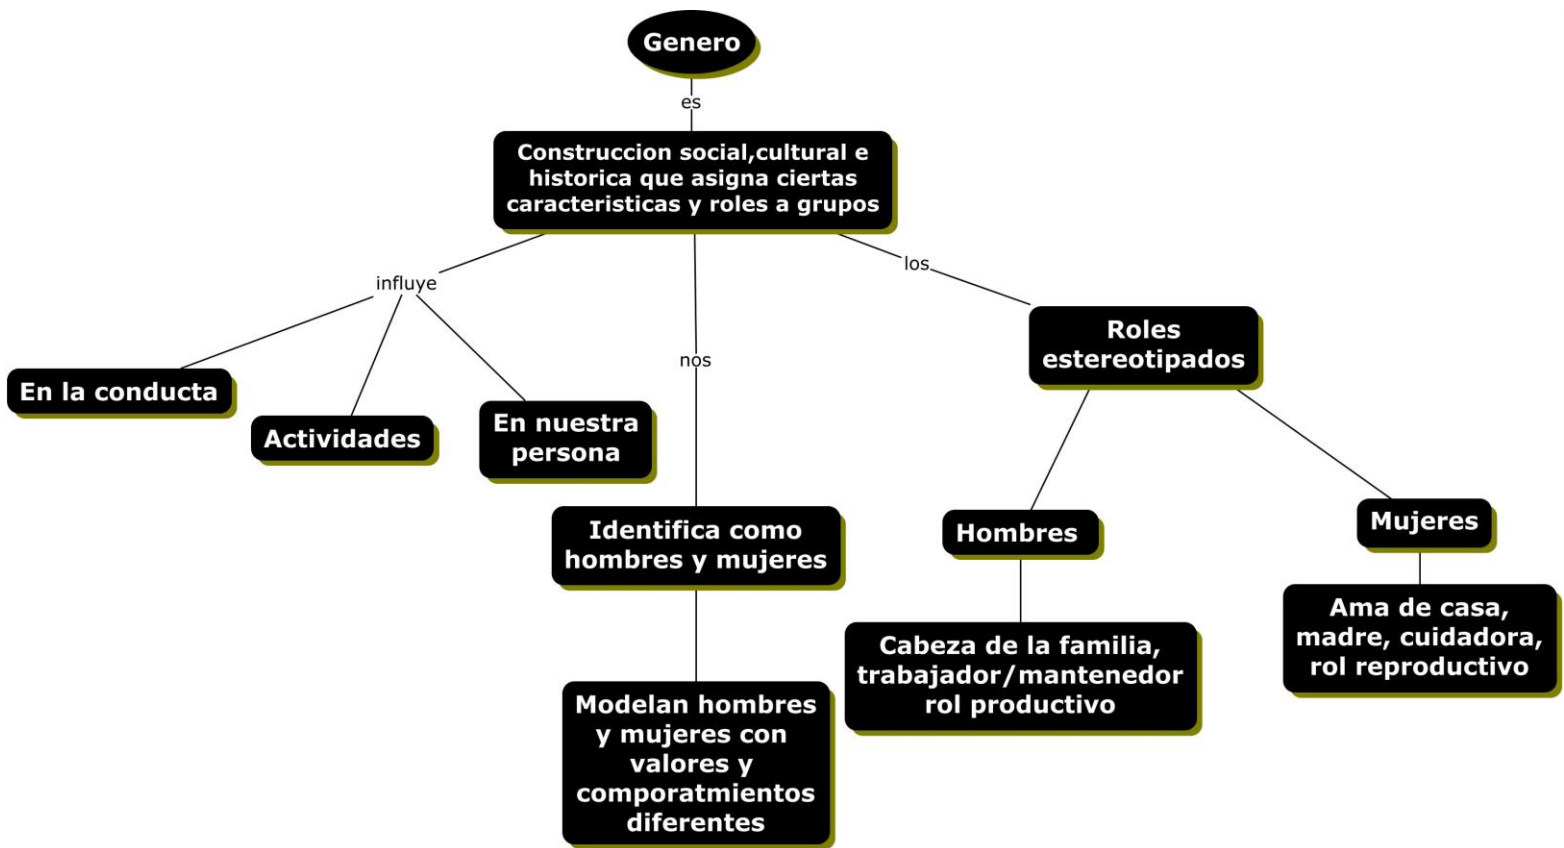 Genero
es
Construccion social,cultural e
historica que asigna ciertas
caracteristicas y roles a grupos
influye
En la conducta
Actividades
En nuestra
persona
nos
Identifica como
hombres y mujeres
Modelan hombres
y mujeres con
valores y
comporatmientos
diferentes
los
Roles
estereotipados
Hombres
Cabeza de la familia,
trabajador/mantenedor
rol productivo
Mujeres
Ama de casa,
madre, cuidadora,
rol reproductivo